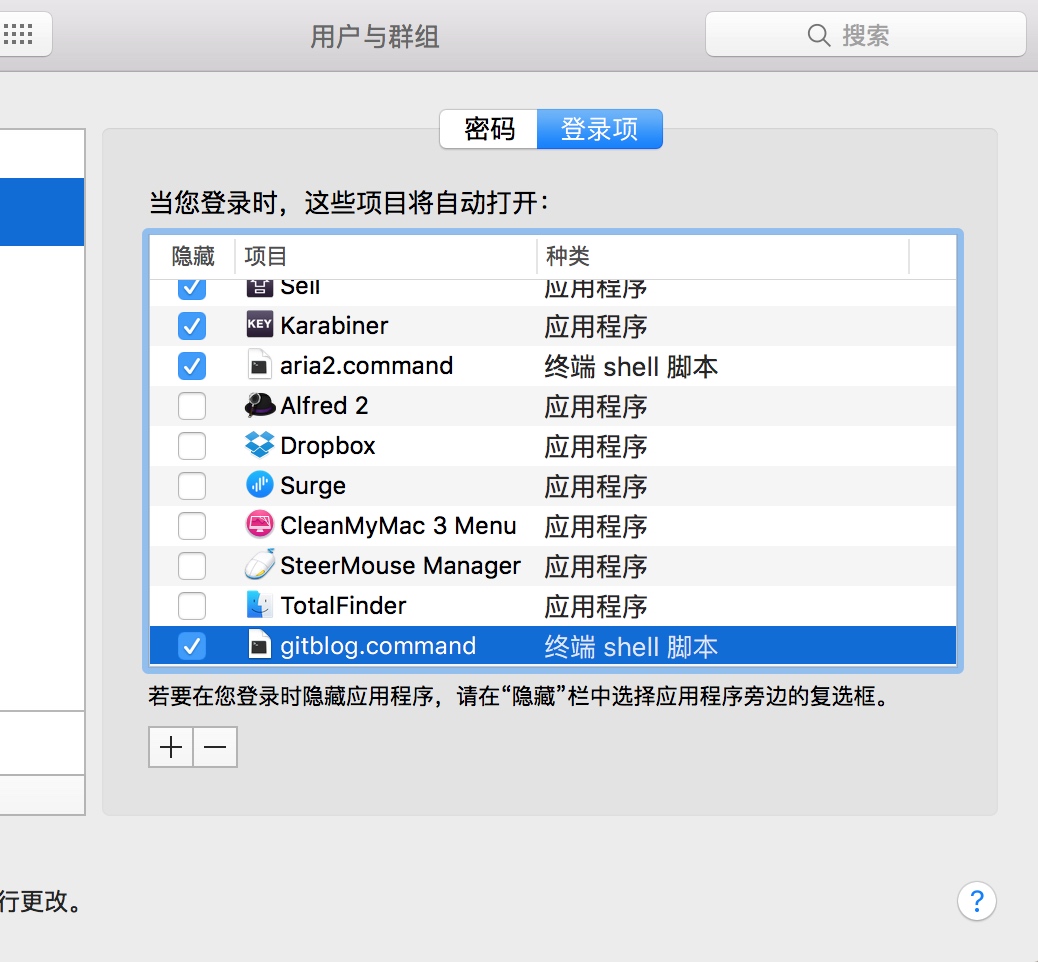 用户与群组
搜索
密码 登录项
当您登录时，这些项目将自动打开：
隐藏 项目 种类
Seil 应用程序
KEY Karabiner 应用程序
aria2.command 终端 shell 脚本
Alfred 2 应用程序
Dropbox 应用程序
Surge 应用程序
CleanMyMac 3 Menu 应用程序
SteerMouse Manager 应用程序
TotalFinder 应用程序
gitblog.command 终端 shell 脚本
若要在您登录时隐藏应用程序，请在“隐藏”栏中选择应用程序旁边的复选框。
+ −
行更改。
?